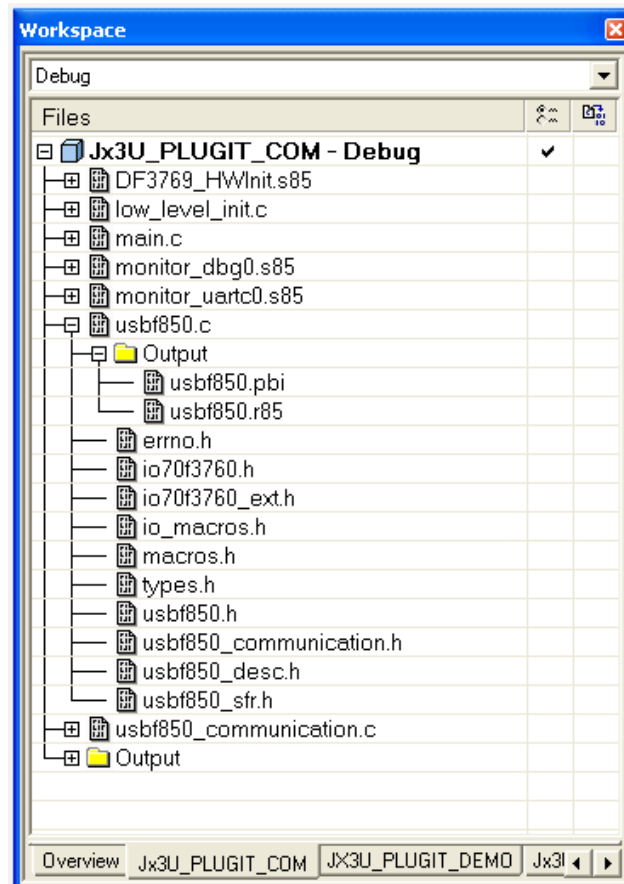 Workspace
Debug
Files
Jx3U_PLUGIT_COM - Debug
DF3769_HWInit.s85
low_level_init.c
main.c
monitor_dbg0.s85
monitor_uartc0.s85
usbf850.c
Output
usbf850.pbi
usbf850.r85
errno.h
io70f3760.h
io70f3760_ext.h
io_macros.h
macros.h
types.h
usbf850.h
usbf850_communication.h
usbf850_desc.h
usbf850_sfr.h
usbf850_communication.c
Output
Overview Jx3U_PLUGIT_COM JX3U_PLUGIT_DEMO